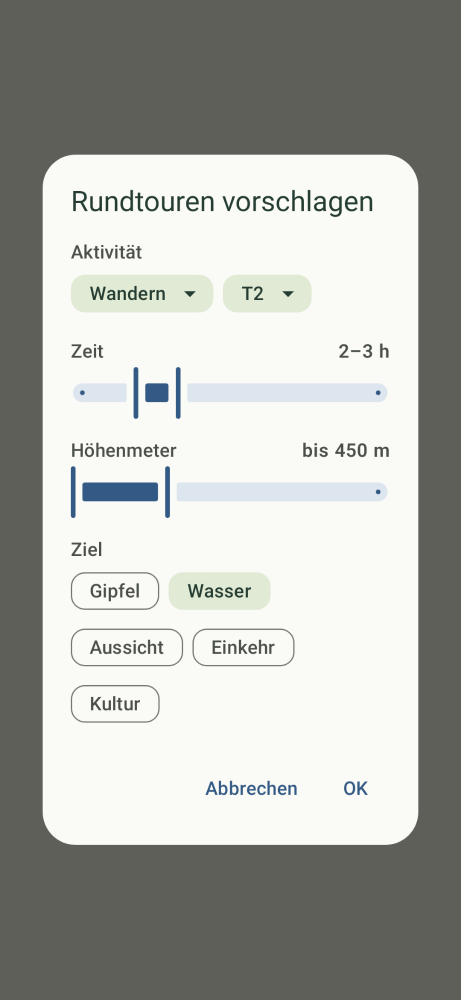 Rundtouren vorschlagen
Aktivität
Wandern T2
Zeit 2–3 h
Höhenmeter bis 450 m
Ziel
Gipfel Wasser
Aussicht Einkehr
Kultur
Abbrechen OK